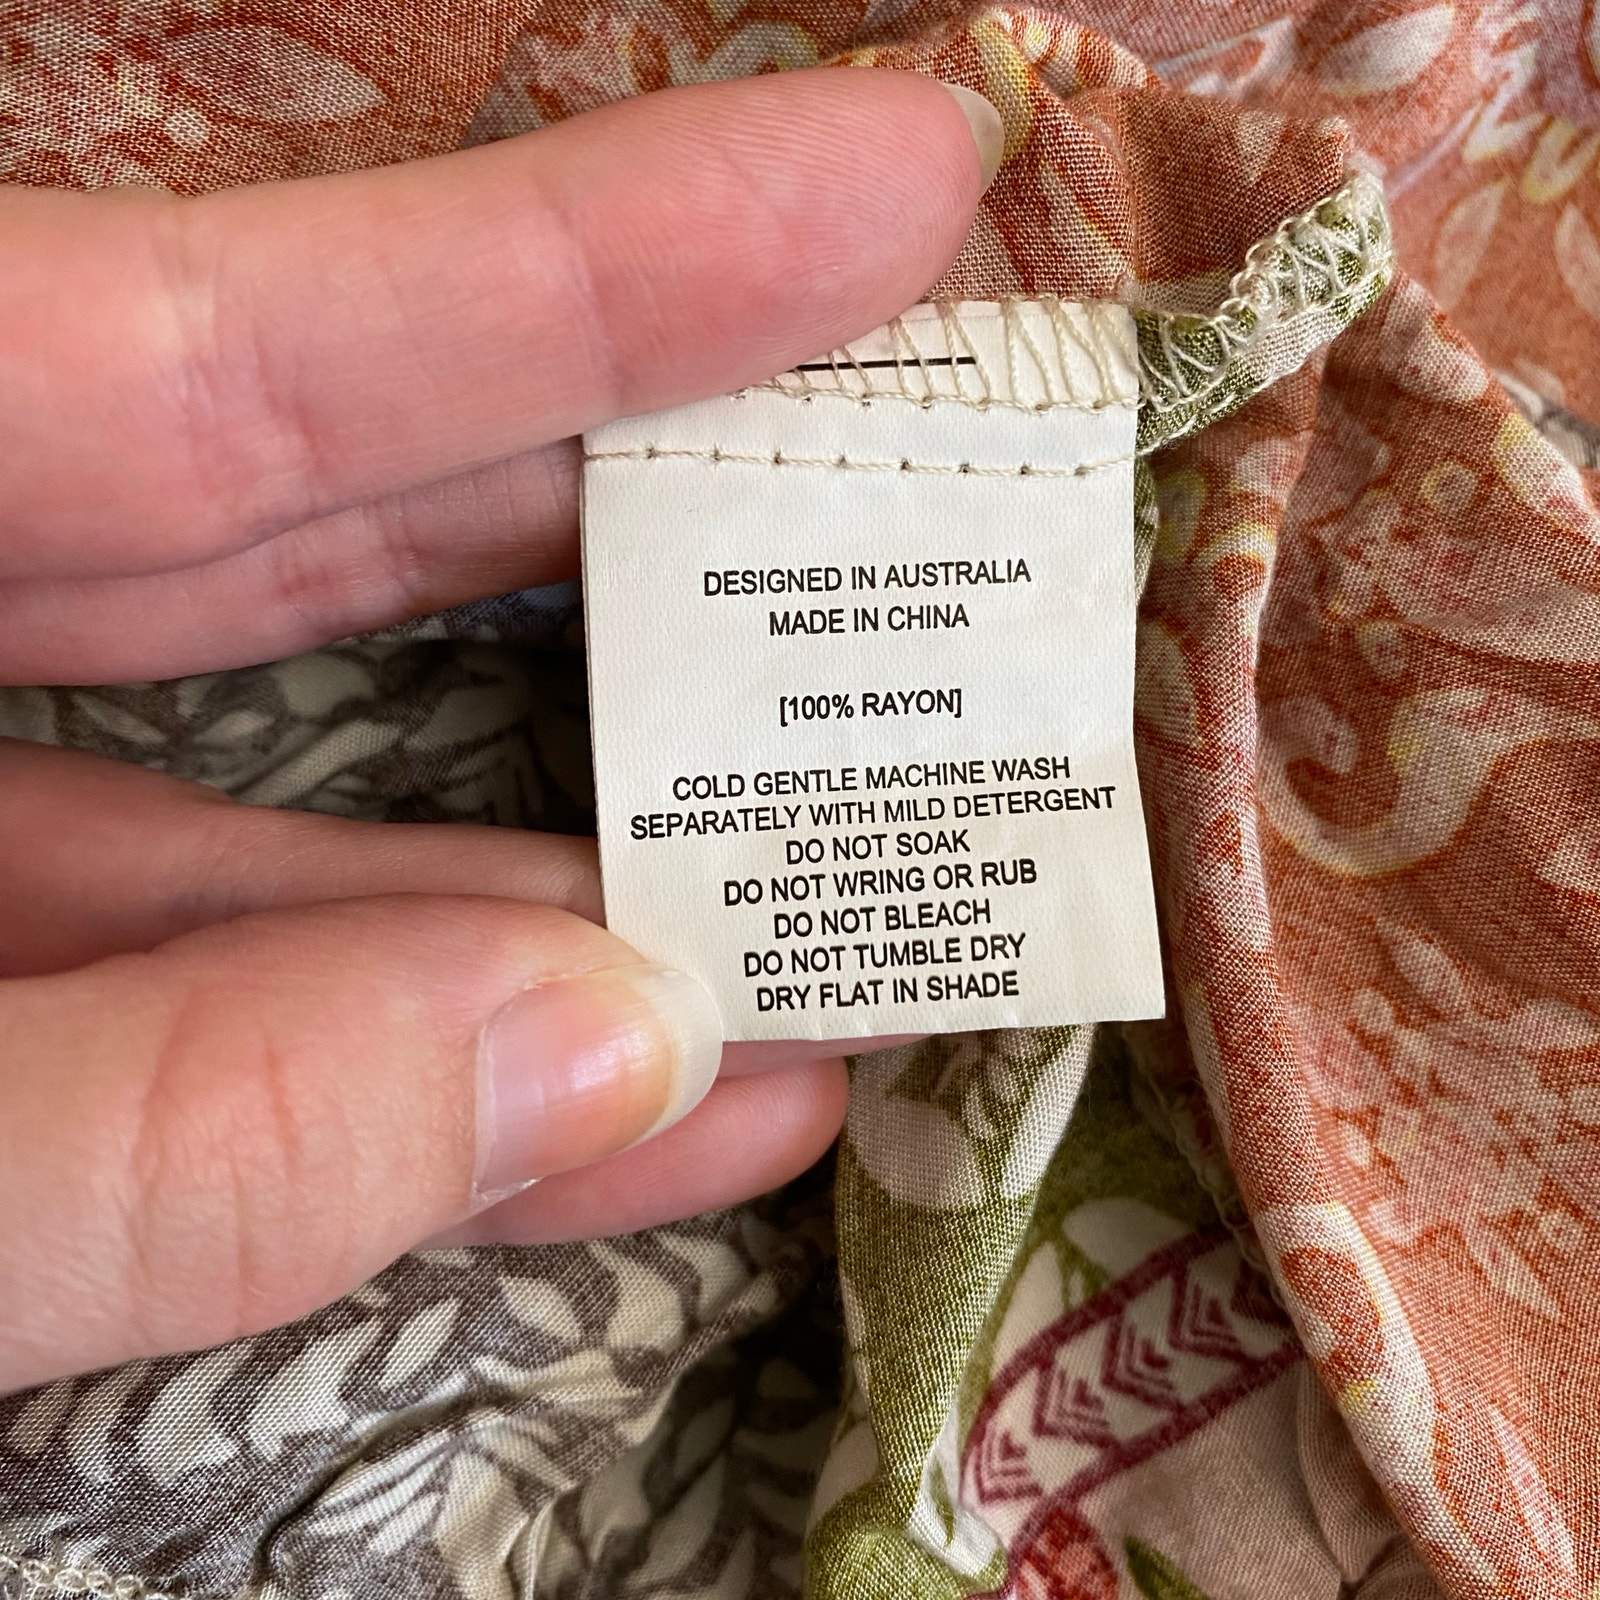 DESIGNED IN AUSTRALIA
MADE IN CHINA
[100% RAYON]
COLD GENTLE MACHINE WASH
SEPARATELY WITH MILD DETERGENT
DO NOT SOAK
DO NOT WRING OR RUB
DO NOT BLEACH
DO NOT TUMBLE DRY
DRY FLAT IN SHADE